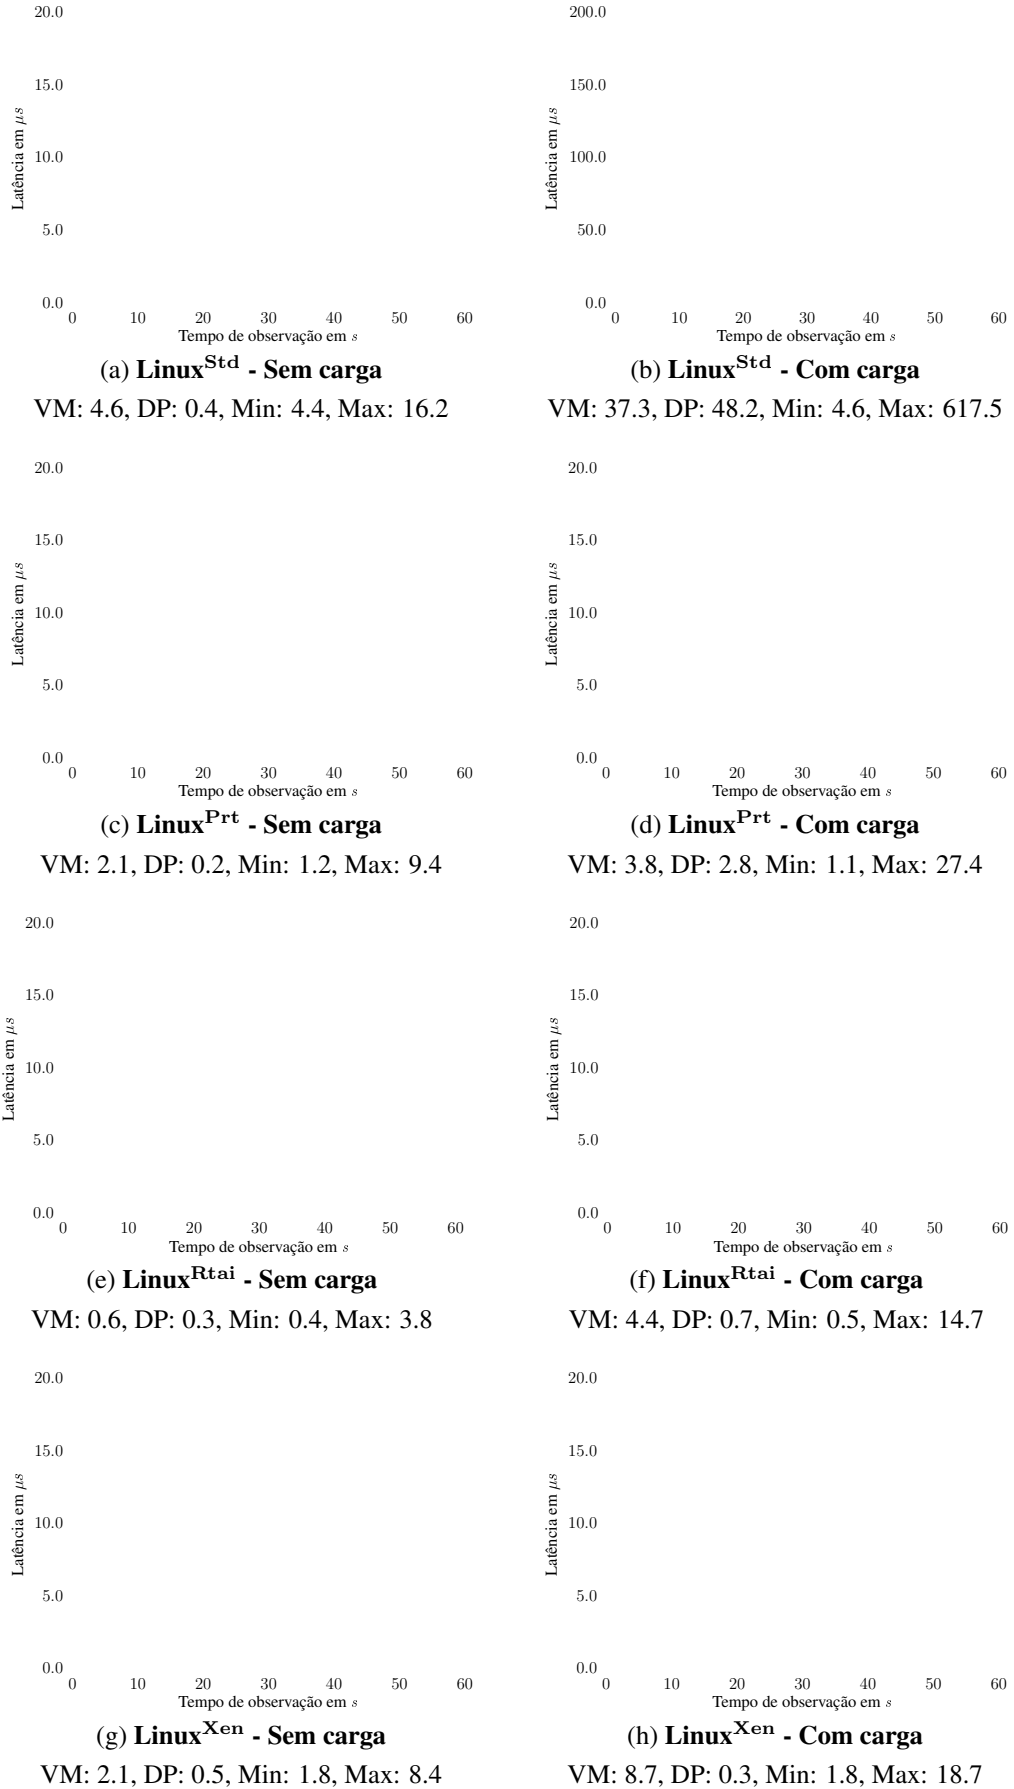 20.0
15.0
10.0
5.0
0.0
Latência em μs
0 10 20 30 40 50 60
Tempo de observação em s
(a) Linux^Std - Sem carga
VM: 4.6, DP: 0.4, Min: 4.4, Max: 16.2
200.0
150.0
100.0
50.0
0.0
Latência em μs
0 10 20 30 40 50 60
Tempo de observação em s
(b) Linux^Std - Com carga
VM: 37.3, DP: 48.2, Min: 4.6, Max: 617.5
20.0
15.0
10.0
5.0
0.0
Latência em μs
0 10 20 30 40 50 60
Tempo de observação em s
(c) Linux^Prt - Sem carga
VM: 2.1, DP: 0.2, Min: 1.2, Max: 9.4
20.0
15.0
10.0
5.0
0.0
Latência em μs
0 10 20 30 40 50 60
Tempo de observação em s
(d) Linux^Prt - Com carga
VM: 3.8, DP: 2.8, Min: 1.1, Max: 27.4
20.0
15.0
10.0
5.0
0.0
Latência em μs
0 10 20 30 40 50 60
Tempo de observação em s
(e) Linux^Rtai - Sem carga
VM: 0.6, DP: 0.3, Min: 0.4, Max: 3.8
20.0
15.0
10.0
5.0
0.0
Latência em μs
0 10 20 30 40 50 60
Tempo de observação em s
(f) Linux^Rtai - Com carga
VM: 4.4, DP: 0.7, Min: 0.5, Max: 14.7
20.0
15.0
10.0
5.0
0.0
Latência em μs
0 10 20 30 40 50 60
Tempo de observação em s
(g) Linux^Xen - Sem carga
VM: 2.1, DP: 0.5, Min: 1.8, Max: 8.4
20.0
15.0
10.0
5.0
0.0
Latência em μs
0 10 20 30 40 50 60
Tempo de observação em s
(h) Linux^Xen - Com carga
VM: 8.7, DP: 0.3, Min: 1.8, Max: 18.7